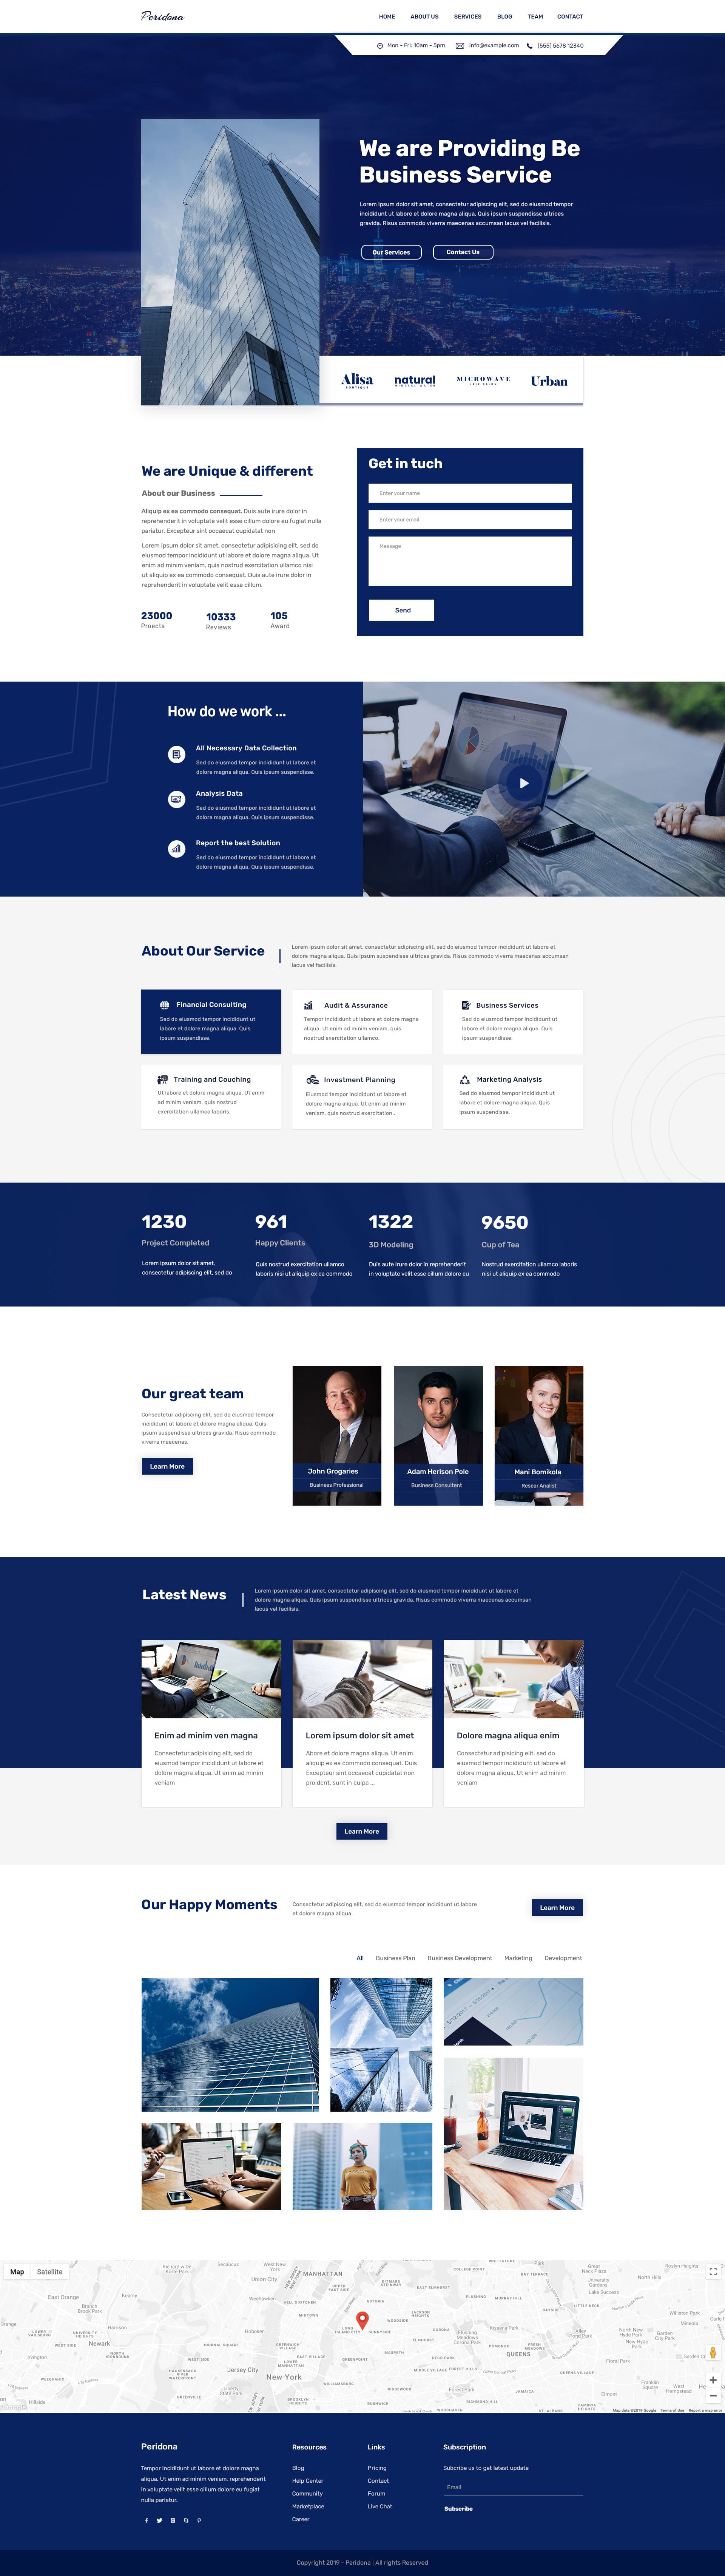 Peridona
HOME ABOUT US SERVICES BLOG TEAM CONTACT
Mon - Fri: 10am - 5pm info@example.com (555) 5678 12340
We are Providing Be
Business Service
Lorem ipsum dolor sit amet, consectetur adipiscing elit, sed do eiusmod tempor
incididunt ut labore et dolore magna aliqua. Quis ipsum suspendisse ultrices
gravida. Risus commodo viverra maecenas accumsan lacus vel facilisis.
Our Services Contact Us
Alisa
BOUTIQUE
natural
MINERAL WATER
MICROWAVE
HAIR SALON
Urban
We are Unique & different
About our Business
Aliquip ex ea commodo consequat. Duis aute irure dolor in
reprehenderit in voluptate velit esse cillum dolore eu fugiat nulla
pariatur. Excepteur sint occaecat cupidatat non
Lorem ipsum dolor sit amet, consectetur adipisicing elit, sed do
eiusmod tempor incididunt ut labore et dolore magna aliqua. Ut
enim ad minim veniam, quis nostrud exercitation ullamco nisi
ut aliquip ex ea commodo consequat. Duis aute irure dolor in
reprehenderit in voluptate velit esse cillum.
23000
Proects
10333
Reviews
105
Award
Get in tuch
Enter your name
Enter your email
Message
Send
How do we work ...
All Necessary Data Collection
Sed do eiusmod tempor incididunt ut labore et
dolore magna aliqua. Quis ipsum suspendisse.
Analysis Data
Sed do eiusmod tempor incididunt ut labore et
dolore magna aliqua. Quis ipsum suspendisse.
Report the best Solution
Sed do eiusmod tempor incididunt ut labore et
dolore magna aliqua. Quis ipsum suspendisse.
About Our Service
Lorem ipsum dolor sit amet, consectetur adipiscing elit, sed do eiusmod tempor incididunt ut labore et
dolore magna aliqua. Quis ipsum suspendisse ultrices gravida. Risus commodo viverra maecenas accumsan
lacus vel facilisis.
Financial Consulting
Sed do eiusmod tempor incididunt ut
labore et dolore magna aliqua. Quis
ipsum suspendisse.
Audit & Assurance
Tempor incididunt ut labore et dolore magna
aliqua. Ut enim ad minim veniam, quis
nostrud exercitation ullamco.
Business Services
Sed do eiusmod tempor incididunt ut
labore et dolore magna aliqua. Quis
ipsum suspendisse.
Training and Couching
Ut labore et dolore magna aliqua. Ut enim
ad minim veniam, quis nostrud
exercitation ullamco laboris.
Investment Planning
Eiusmod tempor incididunt ut labore et
dolore magna aliqua. Ut enim ad minim
veniam, quis nostrud exercitation..
Marketing Analysis
Sed do eiusmod tempor incididunt ut
labore et dolore magna aliqua. Quis
ipsum suspendisse.
1230
Project Completed
Lorem ipsum dolor sit amet,
consectetur adipiscing elit, sed do
961
Happy Clients
Quis nostrud exercitation ullamco
laboris nisi ut aliquip ex ea commodo
1322
3D Modeling
Duis aute irure dolor in reprehenderit
in voluptate velit esse cillum dolore eu
9650
Cup of Tea
Nostrud exercitation ullamco laboris
nisi ut aliquip ex ea commodo
Our great team
Consectetur adipiscing elit, sed do eiusmod tempor
incididunt ut labore et dolore magna aliqua. Quis
ipsum suspendisse ultrices gravida. Risus commodo
viverra maecenas.
Learn More
John Grogaries
Business Professional
Adam Herison Pole
Business Consultent
Mani Bomikola
Resear Analist
Latest News
Lorem ipsum dolor sit amet, consectetur adipiscing elit, sed do eiusmod tempor incididunt ut labore et
dolore magna aliqua. Quis ipsum suspendisse ultrices gravida. Risus commodo viverra maecenas accumsan
lacus vel facilisis.
Enim ad minim ven magna
Consectetur adipisicing elit, sed do
eiusmod tempor incididunt ut labore et
dolore magna aliqua. Ut enim ad minim
veniam
Lorem ipsum dolor sit amet
Abore et dolore magna aliqua. Ut enim
aliquip ex ea commodo consequat. Duis
Excepteur sint occaecat cupidatat non
proident, sunt in culpa ...
Dolore magna aliqua enim
Consectetur adipisicing elit, sed do
eiusmod tempor incididunt ut labore et
dolore magna aliqua. Ut enim ad minim
veniam
Learn More
Our Happy Moments
Consectetur adipiscing elit, sed do eiusmod tempor incididunt ut labore
et dolore magna aliqua.
Learn More
All Business Plan Business Development Marketing Development
Map Satellite
MANHATTAN
Union City
East Orange
Newark
Jersey City
New York
QUEENS
Hoboken
Harrison
Kearny
Irvington
Hillside
Elmont
Floral Park
North Hills
Lake Success
Map data ©2019 Google Terms of Use Report a map error
Peridona
Tempor incididunt ut labore et dolore magna
aliqua. Ut enim ad minim veniam, reprehenderit
in voluptate velit esse cillum dolore eu fugiat
nulla pariatur.
Resources
Blog
Help Center
Community
Marketplace
Career
Links
Pricing
Contact
Forum
Live Chat
Subscription
Subcribe us to get latest update
Email
Subscribe
Copyright 2019 - Peridona | All rights Reserved